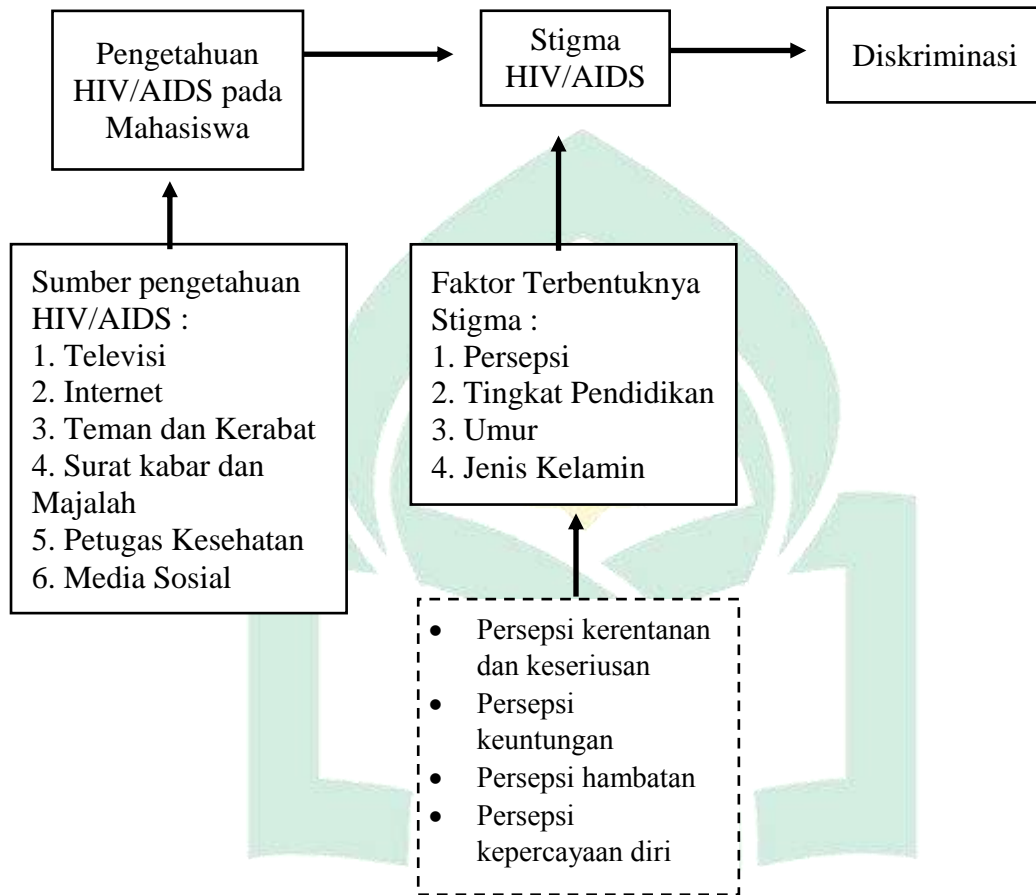 Pengetahuan
HIV/AIDS pada
Mahasiswa
Stigma
HIV/AIDS
Diskriminasi
Sumber pengetahuan
HIV/AIDS :
1. Televisi
2. Internet
3. Teman dan Kerabat
4. Surat kabar dan
Majalah
5. Petugas Kesehatan
6. Media Sosial
Faktor Terbentuknya
Stigma :
1. Persepsi
2. Tingkat Pendidikan
3. Umur
4. Jenis Kelamin
• Persepsi kerentanan
dan keseriusan
• Persepsi
keuntungan
• Persepsi hambatan
• Persepsi
kepercayaan diri